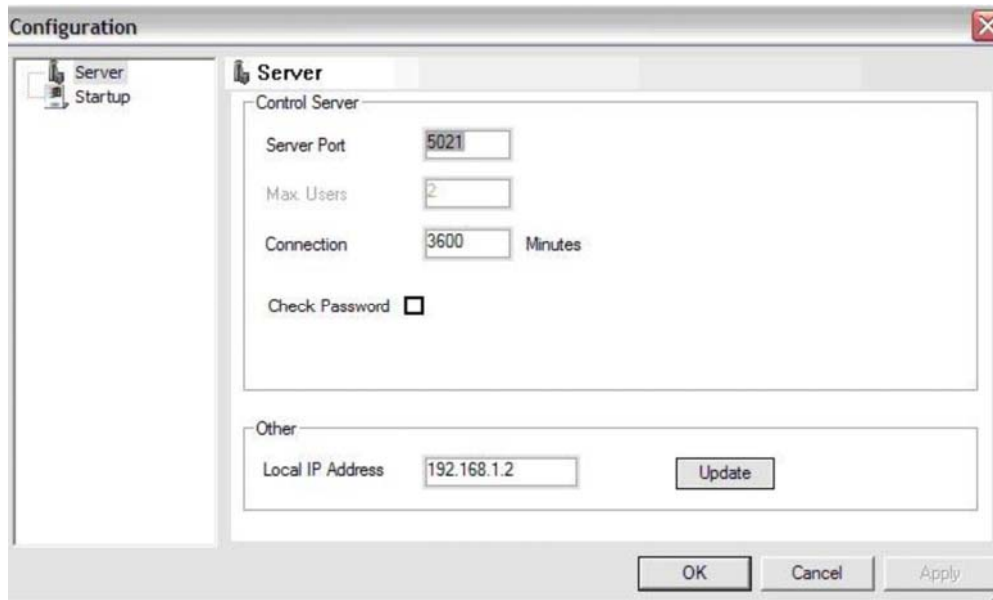 Configuration
Server
Startup
Server
Control Server
Server Port 5021
Max. Users 2
Connection 3600 Minutes
Check Password
Other
Local IP Address 192.168.1.2 Update
OK Cancel Apply